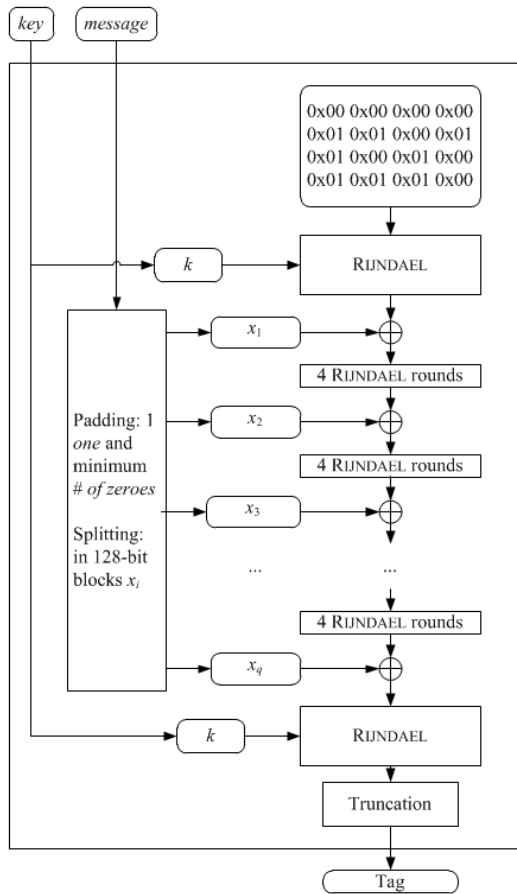 key
message
0x00 0x00 0x00 0x00
0x01 0x01 0x00 0x01
0x01 0x00 0x01 0x00
0x01 0x01 0x01 0x00
k
RIJNDAEL
x1
4 RIJNDAEL rounds
Padding: 1
one and
minimum
# of zeroes
Splitting:
in 128-bit
blocks xi
x2
4 RIJNDAEL rounds
x3
...
...
4 RIJNDAEL rounds
xq
k
RIJNDAEL
Truncation
Tag